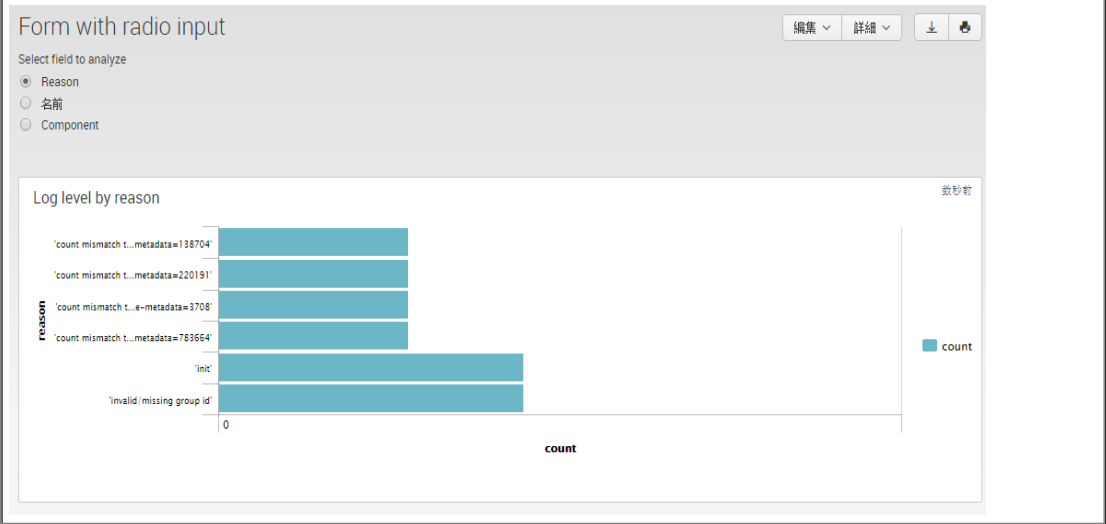 Form with radio input
編集 詳細
Select field to analyze
Reason
名前
Component
Log level by reason
数秒前
'count mismatch t...metadata=138704'
'count mismatch t...metadata=220191'
'count mismatch t...e-metadata=3708'
'count mismatch t...metadata=783664'
'init'
'invalid/missing group id'
reason
0
count
count